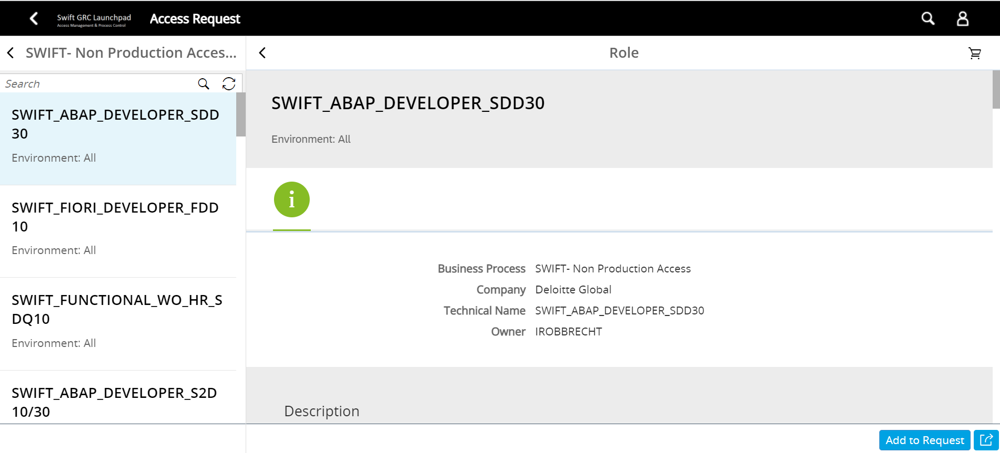 Swift GRC Launchpad
Access Management & Process Control
Access Request
SWIFT- Non Production Acces...
Search
SWIFT_ABAP_DEVELOPER_SDD
30
Environment: All
SWIFT_FIORI_DEVELOPER_FDD
10
Environment: All
SWIFT_FUNCTIONAL_WO_HR_S
DQ10
Environment: All
SWIFT_ABAP_DEVELOPER_S2D
10/30
Role
SWIFT_ABAP_DEVELOPER_SDD30
Environment: All
i
Business Process SWIFT- Non Production Access
Company Deloitte Global
Technical Name SWIFT_ABAP_DEVELOPER_SDD30
Owner IROBBRECHT
Description
Add to Request